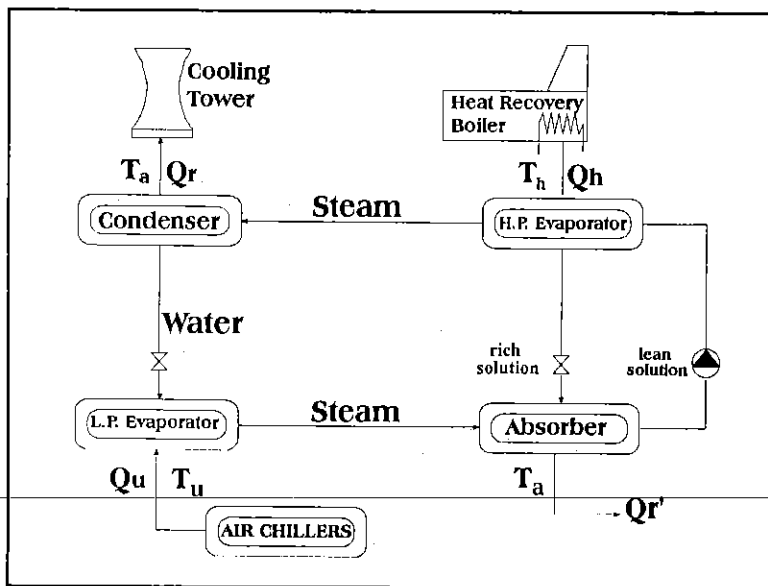 Cooling
Tower
Heat Recovery
Boiler
Ta Qr
Th Qh
Condenser
Steam
H.P. Evaporator
Water
rich
solution
lean
solution
L.P. Evaporator
Steam
Absorber
Qu Tu
Ta
Qr'
AIR CHILLERS